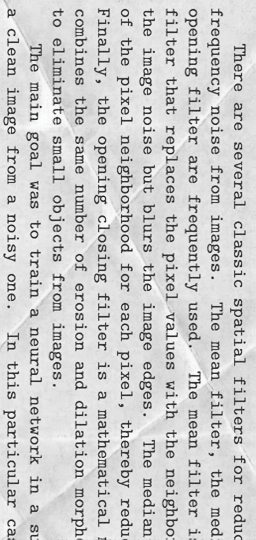 There are several classic spatial filters for reduc
frequency noise from images. The mean filter, the med
opening filter are frequently used. The mean filter is
filter that replaces the pixel values with the neighbo
the image noise but blurs the image edges. The median
of the pixel neighborhood for each pixel, thereby redu
Finally, the opening closing filter is a mathematical
combines the same number of erosion and dilation morph
to eliminate small objects from images.
The main goal was to train a neural network in a su
a clean image from a noisy one. In this particular ca